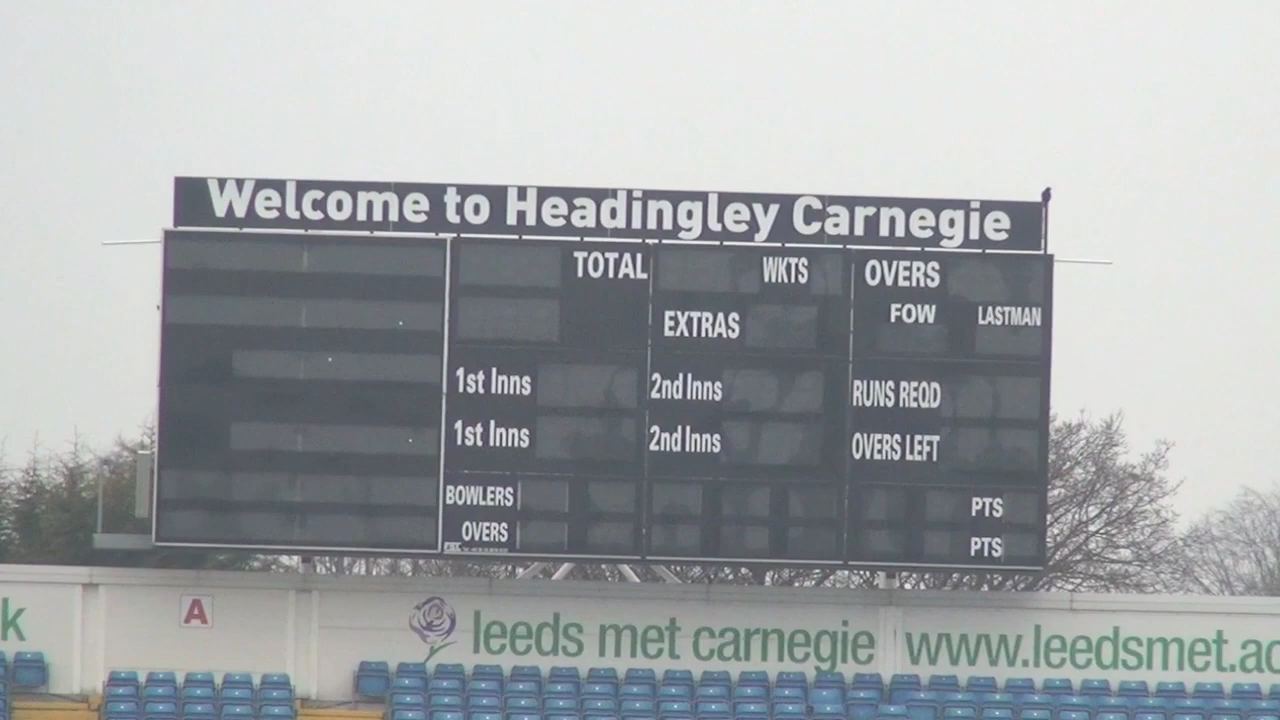 Welcome to Headingley Carnegie
TOTAL WKTS OVERS
EXTRAS FOW LASTMAN
1st Inns 2nd Inns RUNS REQD
1st Inns 2nd Inns OVERS LEFT
BOWLERS PTS
OVERS PTS
k A leeds met carnegie www.leedsmet.ac